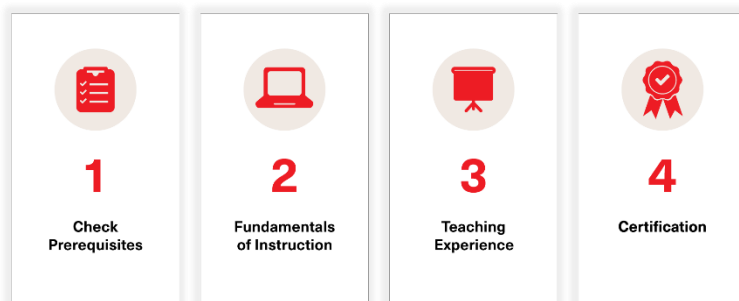 1
Check
Prerequisites
2
Fundamentals
of Instruction
3
Teaching
Experience
4
Certification